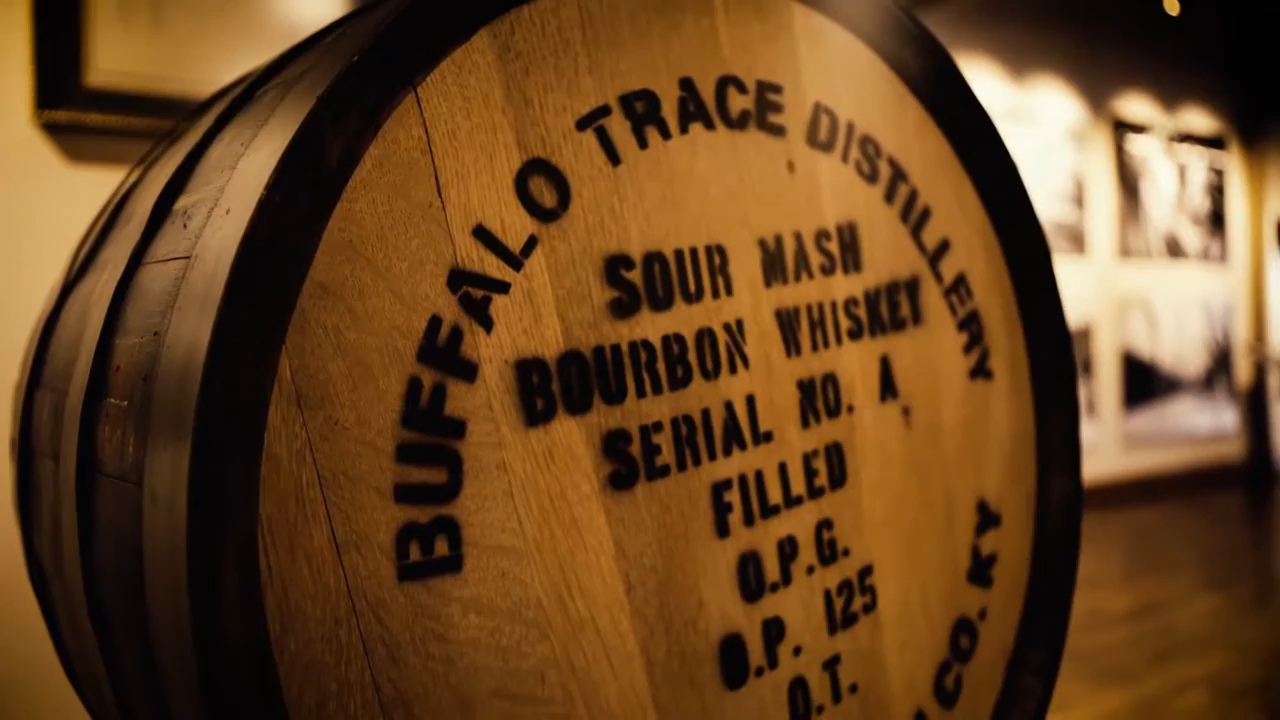 BUFFALO TRACE DISTILLERY
SOUR MASH
BOURBON WHISKEY
SERIAL NO. A
FILLED
O.P.G.
O.P. 125
O.T.
CO. KY